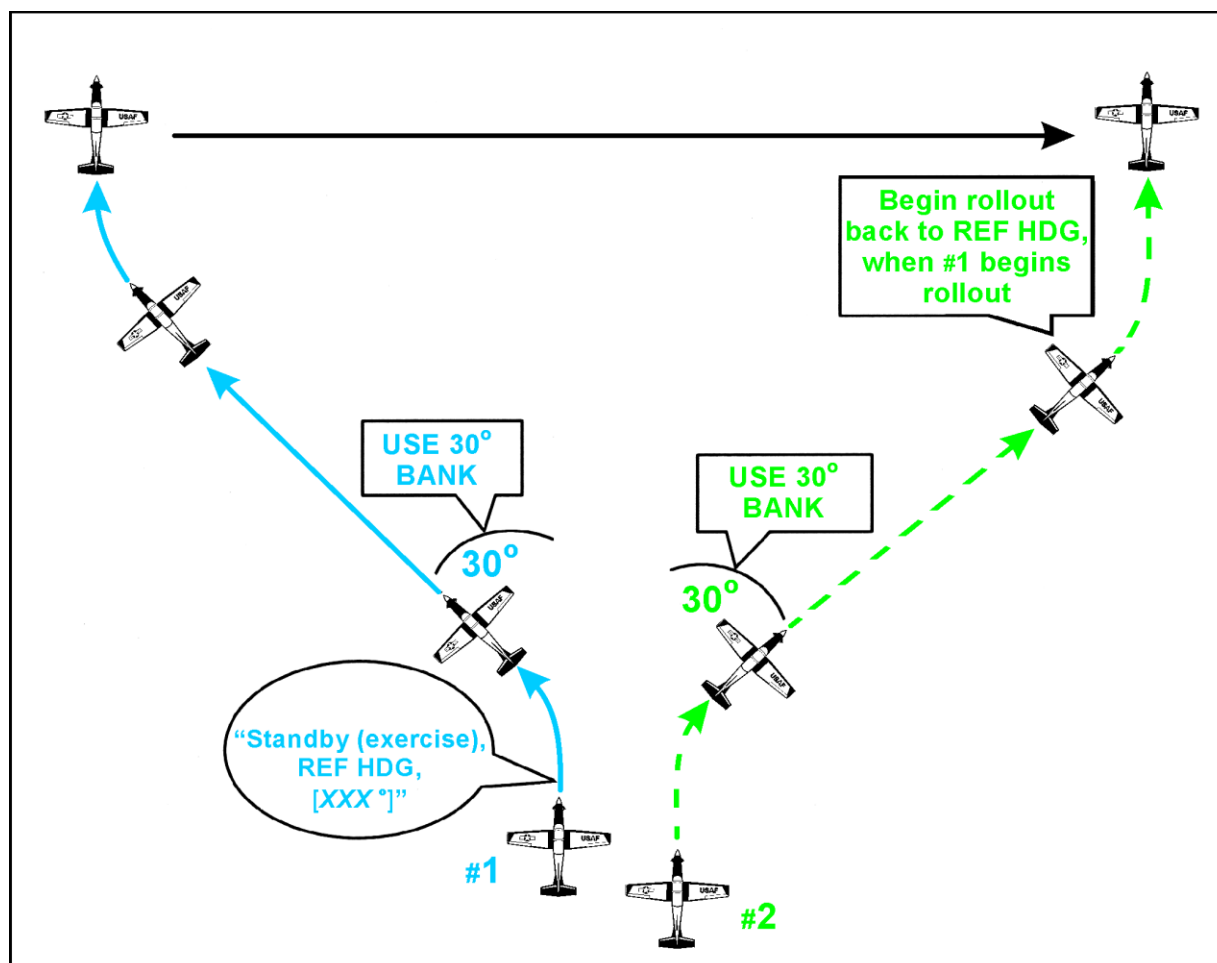 USAF
USAF
Begin rollout
back to REF HDG,
when #1 begins
rollout
USAF
USAF
USE 30°
BANK
USE 30°
BANK
30°
30°
USAF
USAF
“Standby (exercise),
REF HDG,
[XXX °]”
USAF
#1
USAF
#2